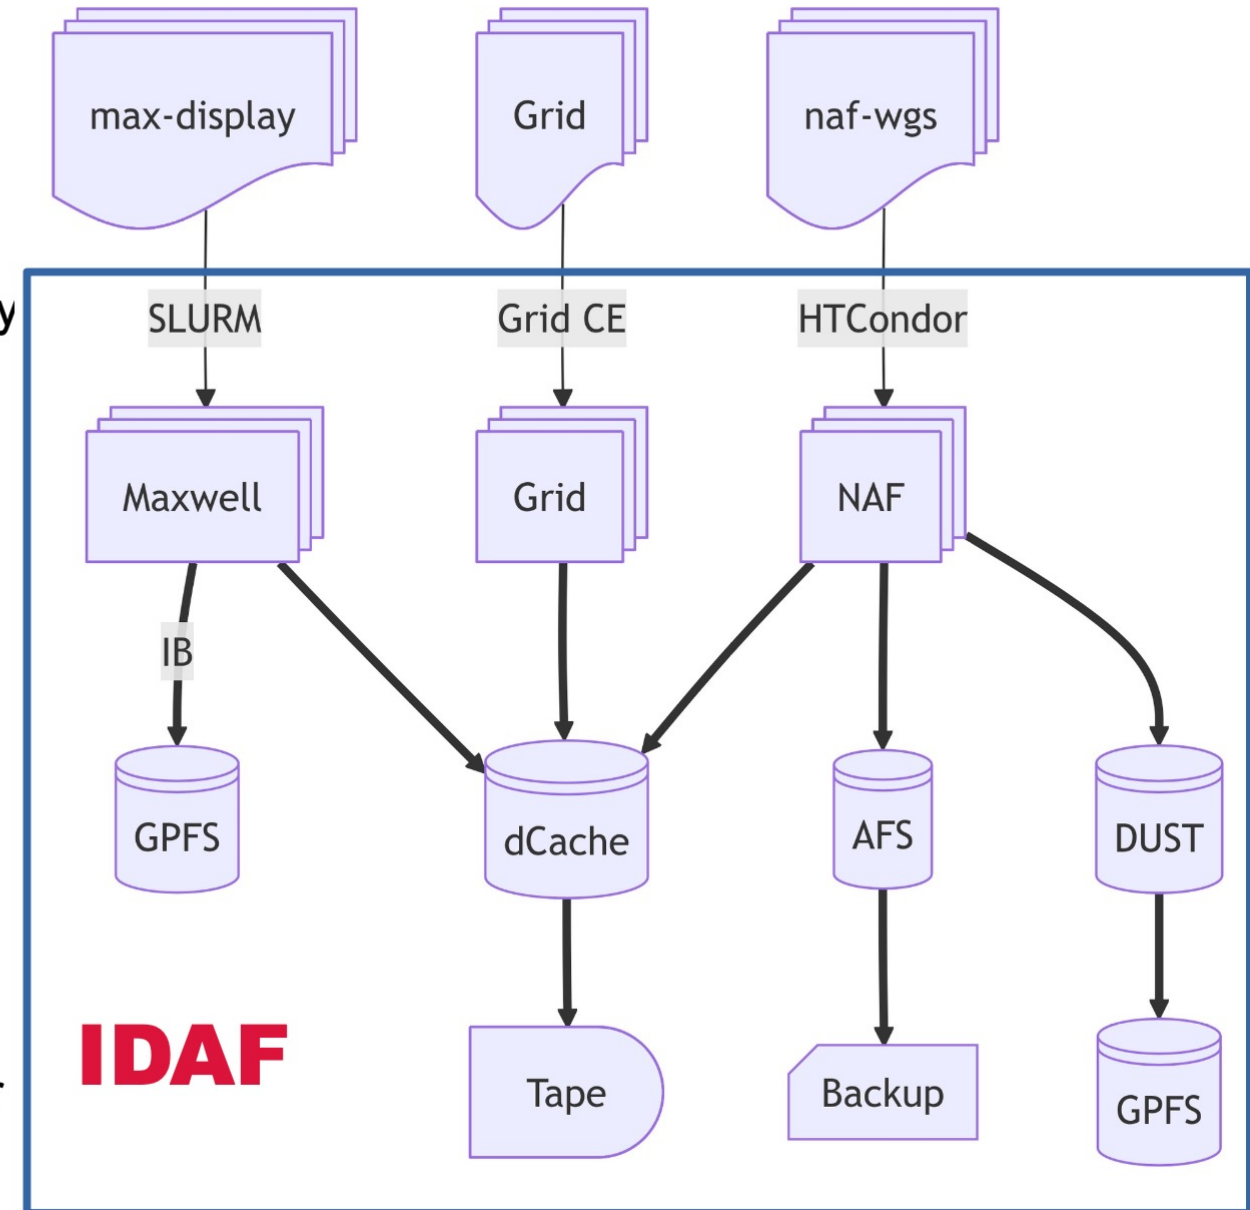 max-display
Grid
naf-wgs
y
SLURM
Grid CE
HTCondor
Maxwell
Grid
NAF
IB
GPFS
dCache
AFS
DUST
IDAF
Tape
Backup
GPFS